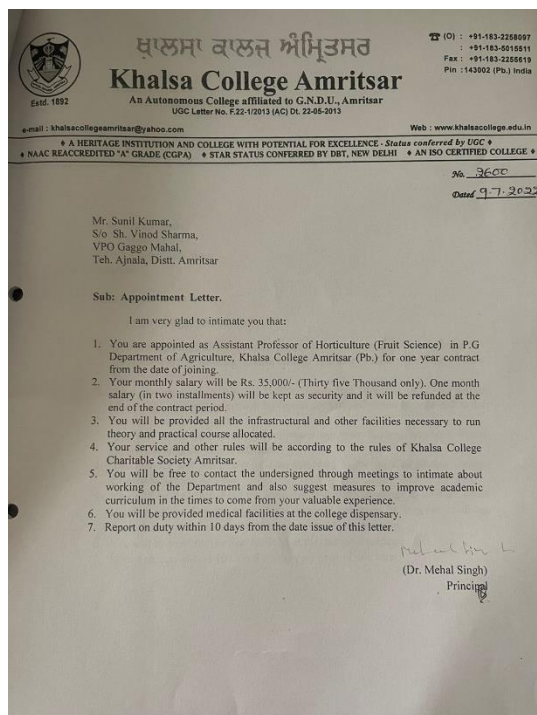 ਖ਼ਾਲਸਾ ਕਾਲਜ ਅੰਮ੍ਰਿਤਸਰ
Khalsa College Amritsar
An Autonomous College affiliated to G.N.D.U., Amritsar
UGC Letter No. F.22-1/2013 (AC) Dt. 22-05-2013
Estd. 1892
☎ (O) : +91-183-2258097
: +91-183-5015511
Fax : +91-183-2255619
Pin : 143002 (Pb.) India
e-mail : khalsacollegeamritsar@yahoo.com
Web : www.khalsacollege.edu.in
♦ A HERITAGE INSTITUTION AND COLLEGE WITH POTENTIAL FOR EXCELLENCE - Status conferred by UGC ♦
♦ NAAC REACCREDITED "A" GRADE (CGPA) ♦ STAR STATUS CONFERRED BY DBT, NEW DELHI ♦ AN ISO CERTIFIED COLLEGE ♦
No. 3600
Dated 9-7-2022
Mr. Sunil Kumar,
S/o Sh. Vinod Sharma,
VPO Gaggo Mahal,
Teh. Ajnala, Distt. Amritsar
Sub: Appointment Letter.
I am very glad to intimate you that:
1. You are appointed as Assistant Professor of Horticulture (Fruit Science) in P.G
Department of Agriculture, Khalsa College Amritsar (Pb.) for one year contract
from the date of joining.
2. Your monthly salary will be Rs. 35,000/- (Thirty five Thousand only). One month
salary (in two installments) will be kept as security and it will be refunded at the
end of the contract period.
3. You will be provided all the infrastructural and other facilities necessary to run
theory and practical course allocated.
4. Your service and other rules will be according to the rules of Khalsa College
Charitable Society Amritsar.
5. You will be free to contact the undersigned through meetings to intimate about
working of the Department and also suggest measures to improve academic
curriculum in the times to come from your valuable experience.
6. You will be provided medical facilities at the college dispensary.
7. Report on duty within 10 days from the date issue of this letter.
(Dr. Mehal Singh)
Principal